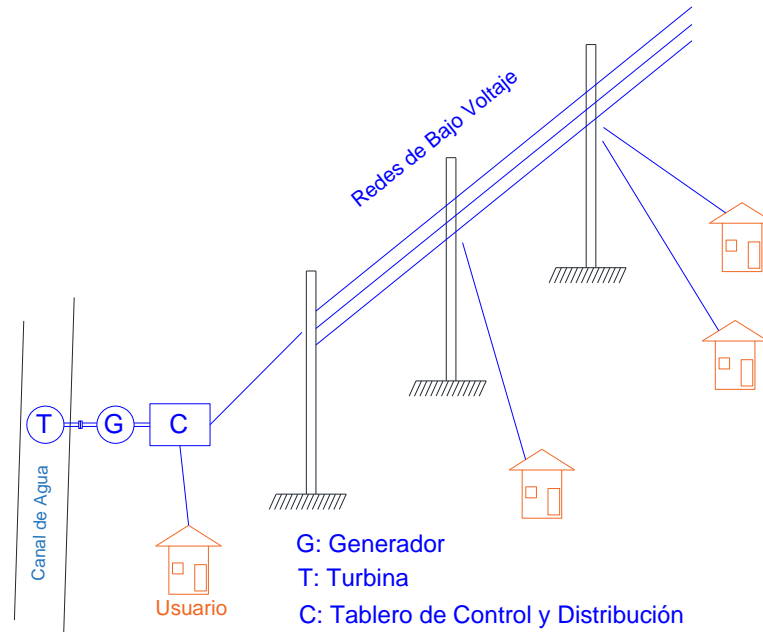 Redes de Bajo Voltaje
T
G
C
Canal de Agua
Usuario
G: Generador
T: Turbina
C: Tablero de Control y Distribución